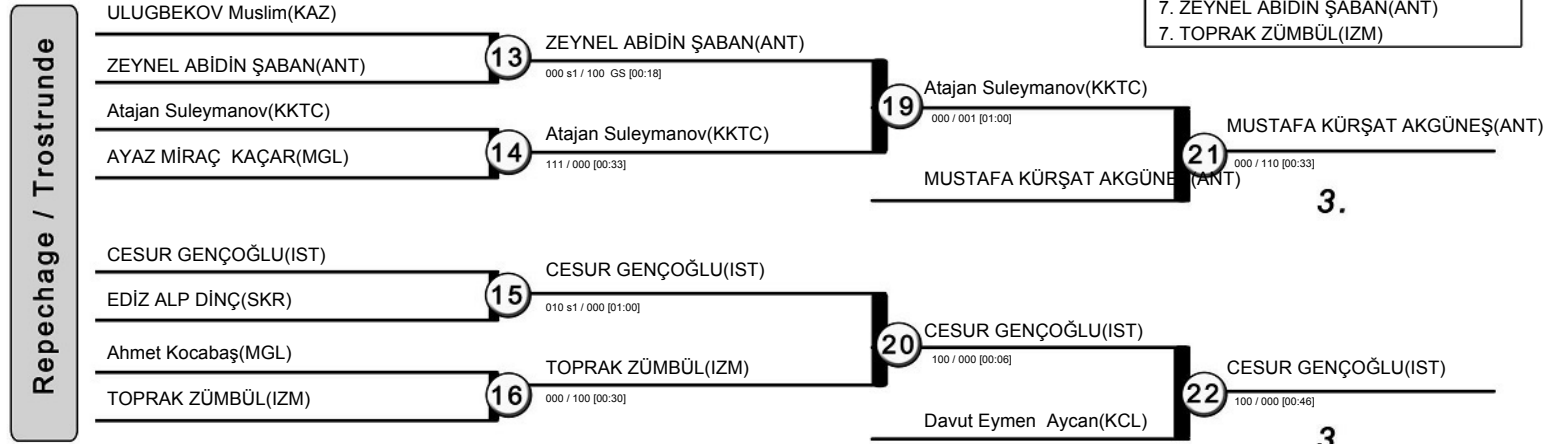 7. ZEYNEL ABİDİN ŞABAN(ANT)
7. TOPRAK ZÜMBÜL(IZM)
Repechage / Trostrunde
ULUGBEKOV Muslim(KAZ)
ZEYNEL ABİDİN ŞABAN(ANT)
13
ZEYNEL ABİDİN ŞABAN(ANT)
000 s1 / 100 GS [00:18]
Atajan Suleymanov(KKTC)
AYAZ MİRAÇ KAÇAR(MGL)
14
Atajan Suleymanov(KKTC)
111 / 000 [00:33]
19
Atajan Suleymanov(KKTC)
000 / 001 [01:00]
MUSTAFA KÜRŞAT AKGÜNEŞ(ANT)
21
MUSTAFA KÜRŞAT AKGÜNEŞ(ANT)
000 / 110 [00:33]
3.
CESUR GENÇOĞLU(IST)
EDİZ ALP DİNÇ(SKR)
15
CESUR GENÇOĞLU(IST)
010 s1 / 000 [01:00]
Ahmet Kocabaş(MGL)
TOPRAK ZÜMBÜL(IZM)
16
TOPRAK ZÜMBÜL(IZM)
000 / 100 [00:30]
20
CESUR GENÇOĞLU(IST)
100 / 000 [00:06]
Davut Eymen Aycan(KCL)
22
CESUR GENÇOĞLU(IST)
100 / 000 [00:46]
3.